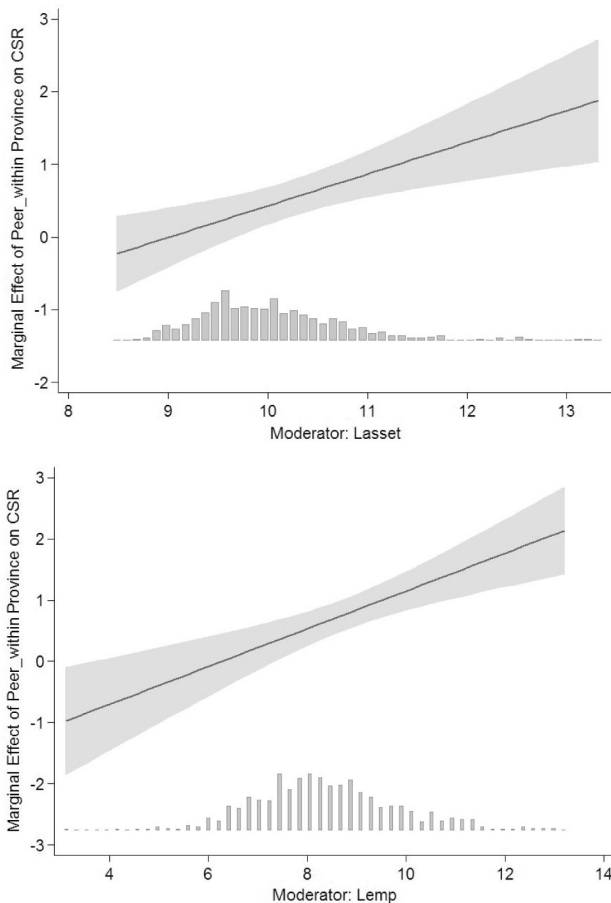 Marginal Effect of Peer_within Province on CSR
3
2
1
0
-1
-2
8 9 10 11 12 13
Moderator: Lasset
Marginal Effect of Peer_within Province on CSR
3
2
1
0
-1
-2
-3
4 6 8 10 12 14
Moderator: Lemp